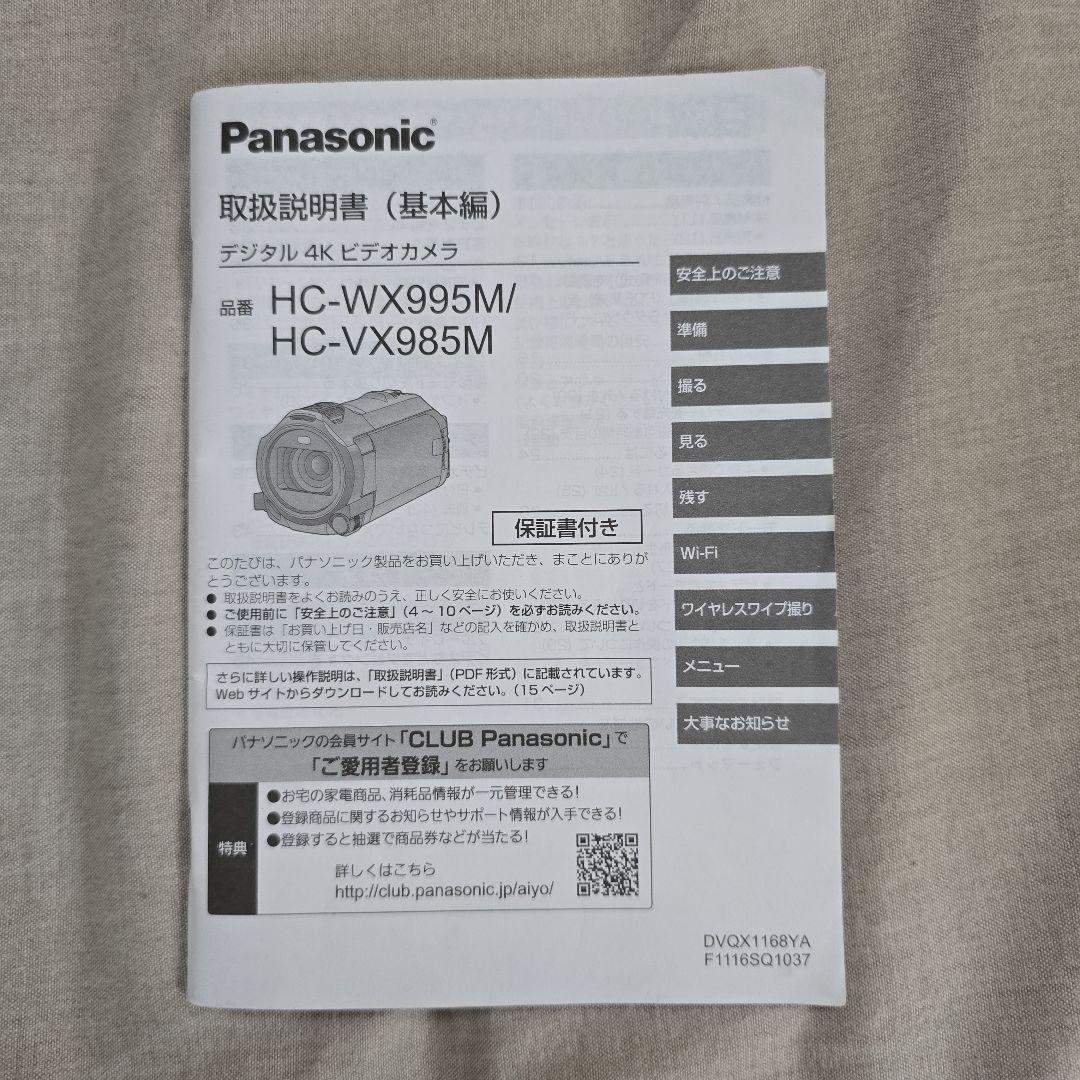 Panasonic®
取扱説明書（基本編）
デジタル 4K ビデオカメラ
品番 HC-WX995M/
HC-VX985M
保証書付き
このたびは、パナソニック製品をお買い上げいただき、まことにありが
とうございます。
● 取扱説明書をよくお読みのうえ、正しく安全にお使いください。
● ご使用前に「安全上のご注意」（4～10ページ）を必ずお読みください。
● 保証書は「お買い上げ日・販売店名」などの記入を確かめ、取扱説明書と
ともに大切に保管してください。
さらに詳しい操作説明は、「取扱説明書」（PDF 形式）に記載されています。
Web サイトからダウンロードしてお読みください。（15ページ）
パナソニックの会員サイト「CLUB Panasonic」で
「ご愛用者登録」をお願いします
特典
●お宅の家電商品、消耗品情報が一元管理できる！
●登録商品に関するお知らせやサポート情報が入手できる！
●登録すると抽選で商品券などが当たる！
詳しくはこちら
http://club.panasonic.jp/aiyo/
安全上のご注意
準備
撮る
見る
残す
Wi-Fi
ワイヤレスワイプ撮り
メニュー
大事なお知らせ
DVQX1168YA
F1116SQ1037